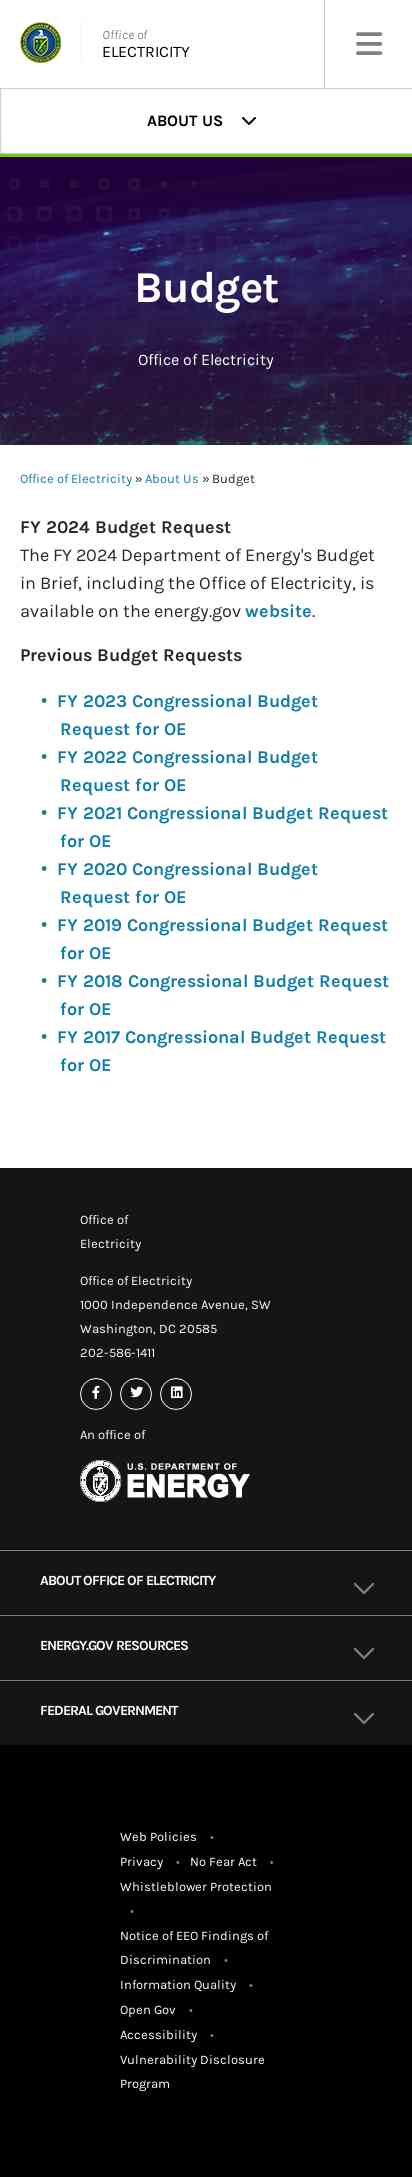 Office of
ELECTRICITY
ABOUT US
Budget
Office of Electricity
Office of Electricity » About Us » Budget
FY 2024 Budget Request
The FY 2024 Department of Energy's Budget
in Brief, including the Office of Electricity, is
available on the energy.gov website.
Previous Budget Requests
• FY 2023 Congressional Budget
Request for OE
• FY 2022 Congressional Budget
Request for OE
• FY 2021 Congressional Budget Request
for OE
• FY 2020 Congressional Budget
Request for OE
• FY 2019 Congressional Budget Request
for OE
• FY 2018 Congressional Budget Request
for OE
• FY 2017 Congressional Budget Request
for OE
Office of
Electricity
Office of Electricity
1000 Independence Avenue, SW
Washington, DC 20585
202-586-1411
An office of
U.S. DEPARTMENT OF
ENERGY
ABOUT OFFICE OF ELECTRICITY
ENERGY.GOV RESOURCES
FEDERAL GOVERNMENT
Web Policies •
Privacy • No Fear Act •
Whistleblower Protection
•
Notice of EEO Findings of
Discrimination •
Information Quality •
Open Gov •
Accessibility •
Vulnerability Disclosure
Program